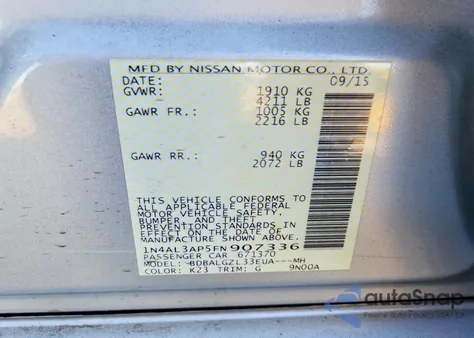 MFD BY NISSAN MOTOR CO., LTD.
DATE: 09/15
GVWR: 1910 KG
4211 LB
GAWR FR.: 1005 KG
2216 LB
GAWR RR.: 940 KG
2072 LB
THIS VEHICLE CONFORMS TO
ALL APPLICABLE FEDERAL
MOTOR VEHICLE SAFETY,
BUMPER, AND THEFT
PREVENTION STANDARDS
IN EFFECT ON THE DATE OF
MANUFACTURE SHOWN ABOVE.
1N4AL3AP5FN907336
PASSENGER CAR 671370
MODEL: BDBALGZL33EUA---MH
COLOR: K23 TRIM: G 9N00A
autoSnap